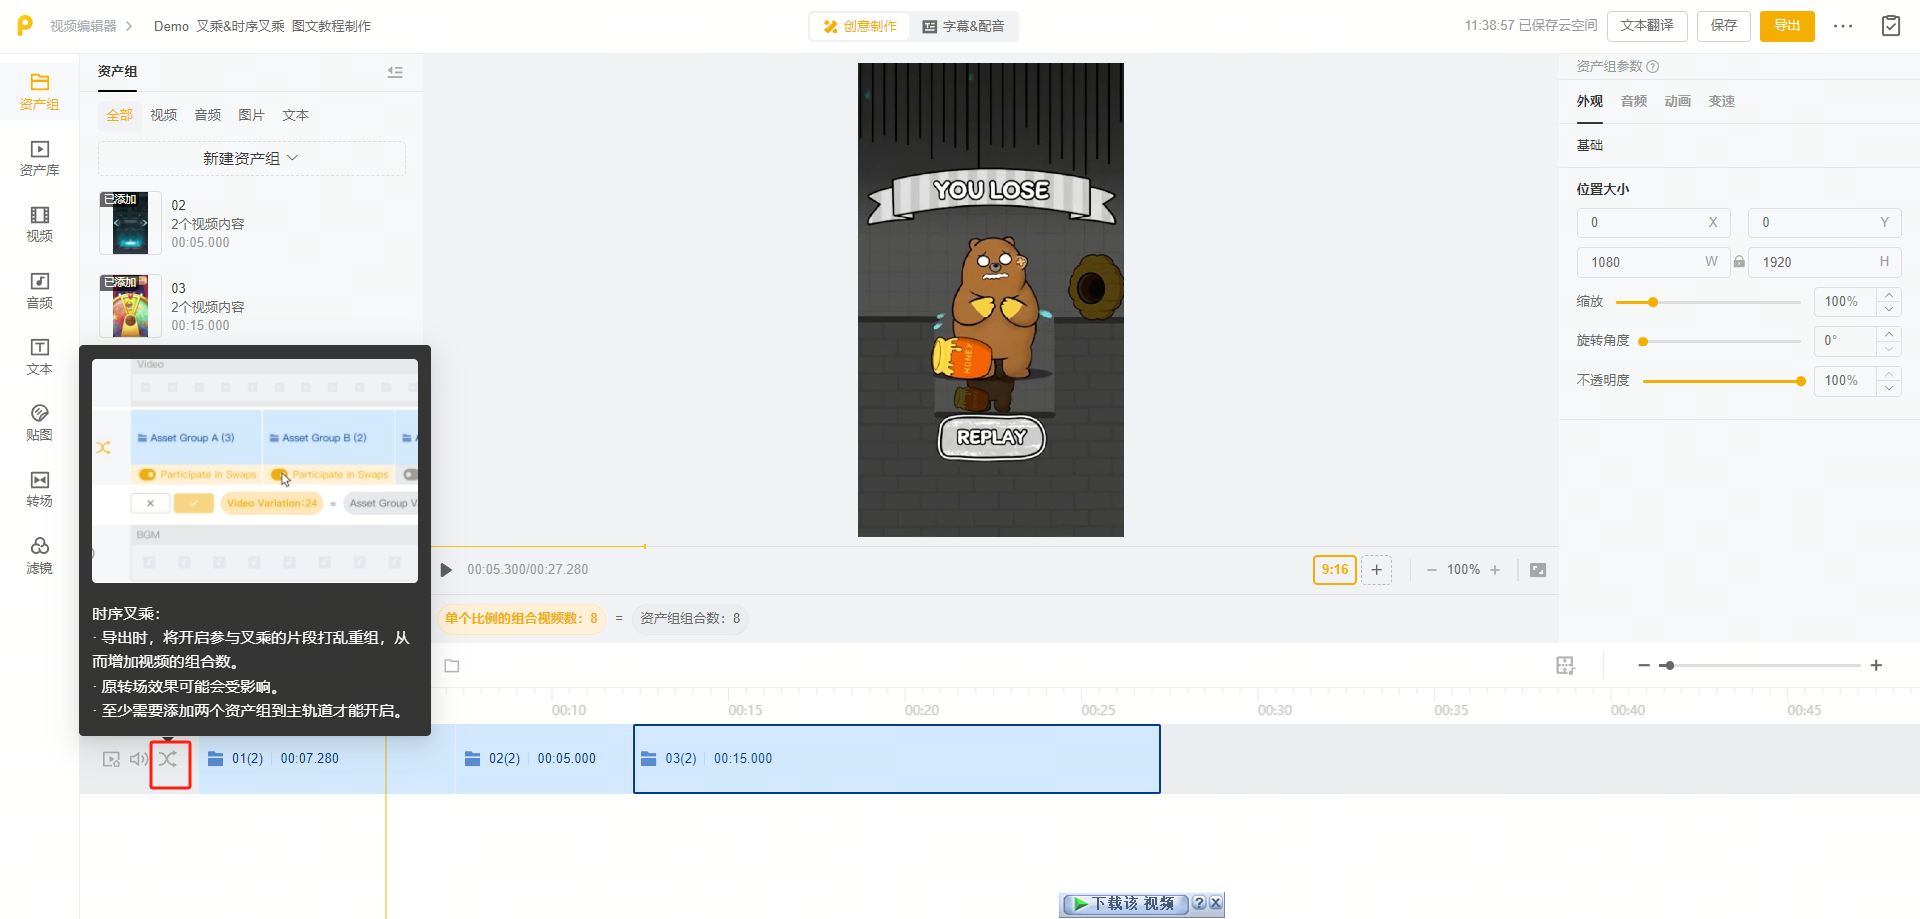 视频编辑器
Demo 叉乘&时序叉乘 图文教程制作
创意制作
字幕&配音
11:38:57 已保存云空间
文本翻译
保存
导出
资产组
资产库
视频
音频
文本
贴图
转场
滤镜
资产组
全部 视频 音频 图片 文本
新建资产组
已添加
02
2个视频内容
00:05.000
已添加
03
2个视频内容
00:15.000
Video
Asset Group A (3)
Asset Group B (2)
Participate in Swaps
Participate in Swaps
Video Variation:24
=
Asset Group V
BGM
时序叉乘：
· 导出时，将开启参与叉乘的片段打乱重组，从
而增加视频的组合数。
· 原转场效果可能会受影响。
· 至少需要添加两个资产组到主轨道才能开启。
YOU LOSE
HONEY
REPLAY
00:05.300/00:27.280
9:16
+
− 100% +
单个比例的组合视频数：8 = 资产组组合数：8
资产组参数
外观 音频 动画 变速
基础
位置大小
0 X
0 Y
1080 W
1920 H
缩放
100%
旋转角度
0°
不透明度
100%
00:10 00:15 00:20 00:25 00:30 00:35 00:40 00:45
01(2) 00:07.280
02(2) 00:05.000
03(2) 00:15.000
下载该 视频
? X